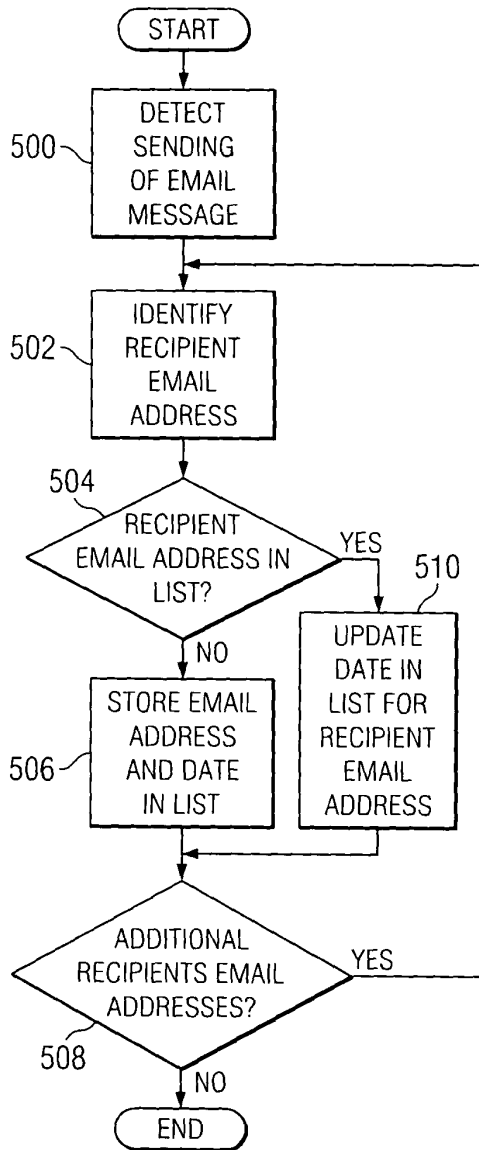 START
500
DETECT
SENDING
OF EMAIL
MESSAGE
502
IDENTIFY
RECIPIENT
EMAIL
ADDRESS
504
RECIPIENT
EMAIL ADDRESS IN
LIST?
YES
NO
510
UPDATE
DATE IN
LIST FOR
RECIPIENT
EMAIL
ADDRESS
506
STORE EMAIL
ADDRESS
AND DATE
IN LIST
ADDITIONAL
RECIPIENTS EMAIL
ADDRESSES?
YES
508
NO
END